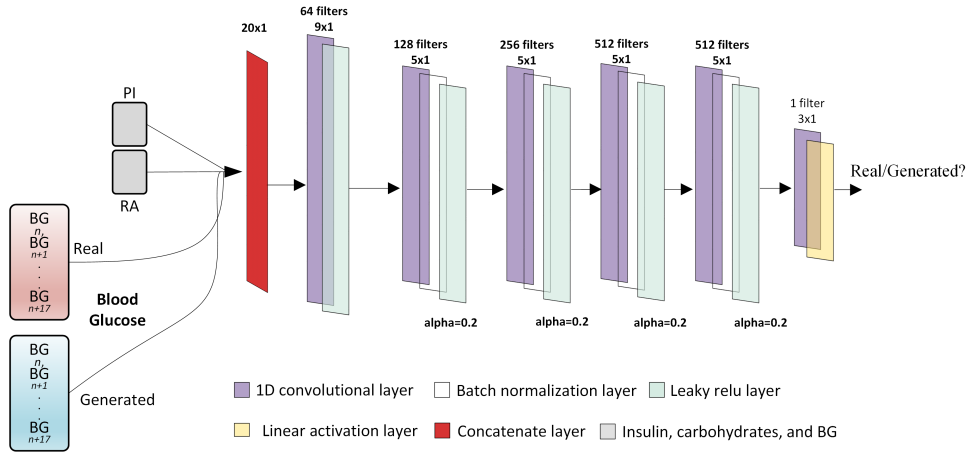 64 filters
20x1
9x1
128 filters
5x1
256 filters
5x1
512 filters
5x1
512 filters
5x1
1 filter
3x1
PI
RA
Real/Generated?
BG
n,
BG
n+1
.
.
BG
n+17
Real
Blood
Glucose
BG
n,
BG
n+1
.
.
BG
n+17
Generated
alpha=0.2
alpha=0.2
alpha=0.2
alpha=0.2
1D convolutional layer
Batch normalization layer
Leaky relu layer
Linear activation layer
Concatenate layer
Insulin, carbohydrates, and BG